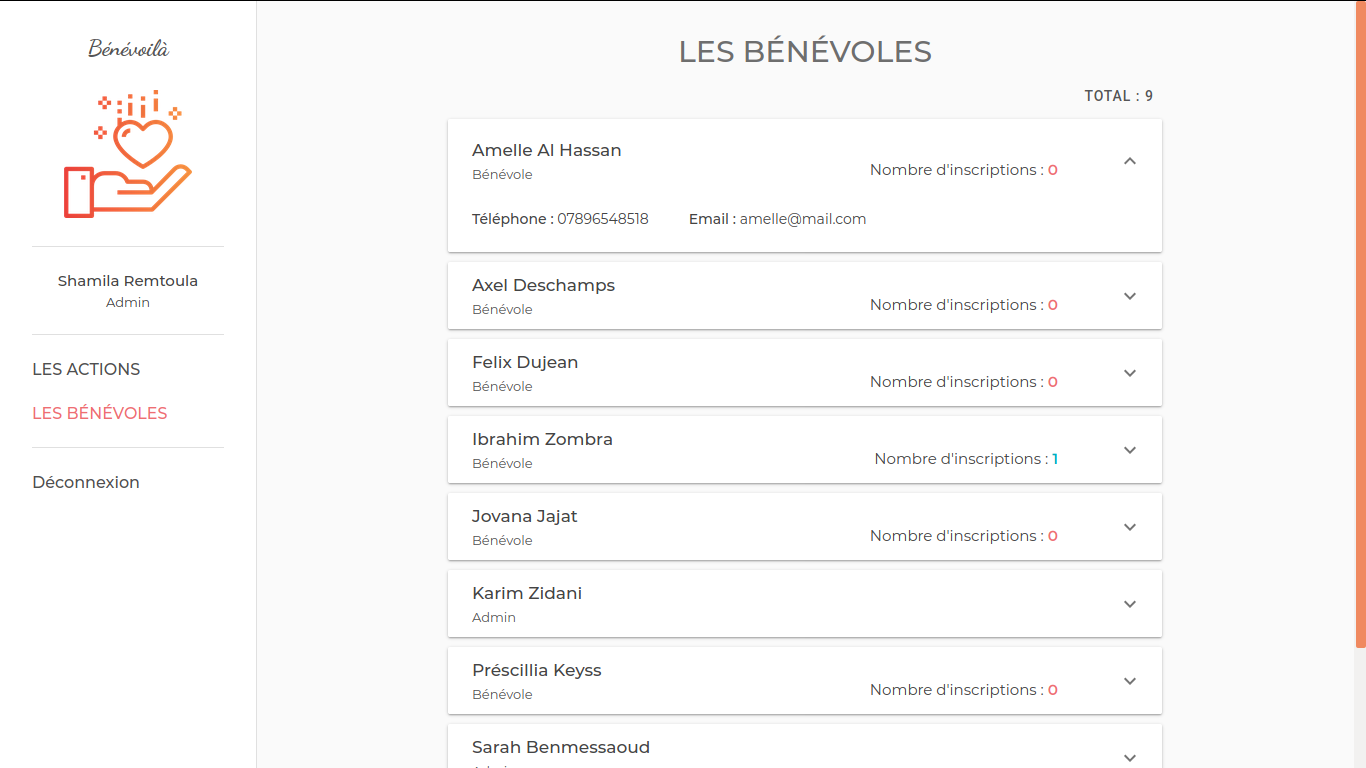 Bénévoilà
Shamila Remtoula
Admin
LES ACTIONS
LES BÉNÉVOLES
Déconnexion
LES BÉNÉVOLES
TOTAL : 9
Amelle Al Hassan
Bénévole
Nombre d'inscriptions : 0
Téléphone : 07896548518 Email : amelle@mail.com
Axel Deschamps
Bénévole
Nombre d'inscriptions : 0
Felix Dujean
Bénévole
Nombre d'inscriptions : 0
Ibrahim Zombra
Bénévole
Nombre d'inscriptions : 1
Jovana Jajat
Bénévole
Nombre d'inscriptions : 0
Karim Zidani
Admin
Préscillia Keyss
Bénévole
Nombre d'inscriptions : 0
Sarah Benmessaoud